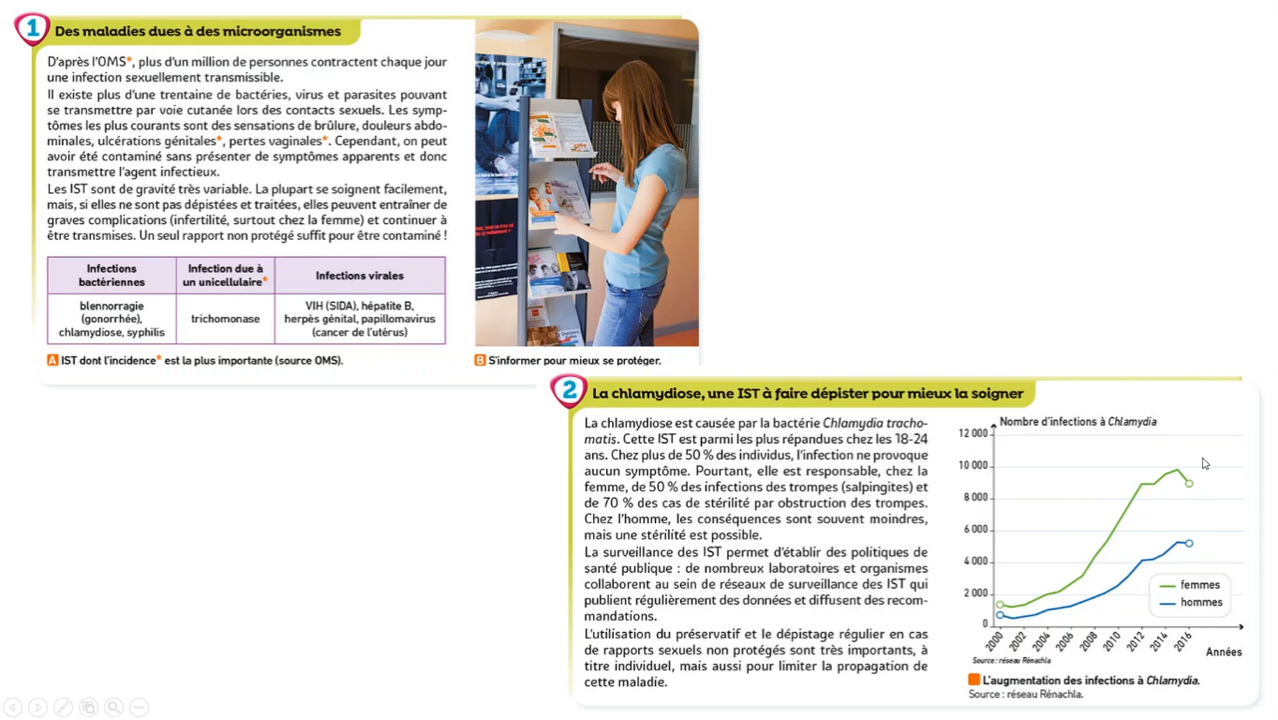 1
Des maladies dues à des microorganismes
D'après l'OMS*, plus d'un million de personnes contractent chaque jour
une infection sexuellement transmissible.
Il existe plus d'une trentaine de bactéries, virus et parasites pouvant
se transmettre par voie cutanée lors des contacts sexuels. Les symp-
tômes les plus courants sont des sensations de brûlure, douleurs abdo-
minales, ulcérations génitales*, pertes vaginales*. Cependant, on peut
avoir été contaminé sans présenter de symptômes apparents et donc
transmettre l'agent infectieux.
Les IST sont de gravité très variable. La plupart se soignent facilement,
mais, si elles ne sont pas dépistées et traitées, elles peuvent entraîner de
graves complications (infertilité, surtout chez la femme) et continuer à
être transmises. Un seul rapport non protégé suffit pour être contaminé !
Infections
bactériennes
Infection due à
un unicellulaire*
Infections virales
blennorragie
(gonorrhée),
chlamydiose, syphilis
trichomonase
VIH (SIDA), hépatite B,
herpès génital, papillomavirus
(cancer de l'utérus)
A IST dont l'incidence* est la plus importante (source OMS).
B S'informer pour mieux se protéger.
2
La chlamydiose, une IST à faire dépister pour mieux la soigner
La chlamydiose est causée par la bactérie Chlamydia tracho-
matis. Cette IST est parmi les plus répandues chez les 18-24
ans. Chez plus de 50 % des individus, l'infection ne provoque
aucun symptôme. Pourtant, elle est responsable, chez la
femme, de 50 % des infections des trompes (salpingites) et
de 70 % des cas de stérilité par obstruction des trompes.
Chez l'homme, les conséquences sont souvent moindres,
mais une stérilité est possible.
La surveillance des IST permet d'établir des politiques de
santé publique : de nombreux laboratoires et organismes
collaborent au sein de réseaux de surveillance des IST qui
publient régulièrement des données et diffusent des recom-
mandations.
L'utilisation du préservatif et le dépistage régulier en cas
de rapports sexuels non protégés sont très importants, à
titre individuel, mais aussi pour limiter la propagation de
cette maladie.
Nombre d'infections à Chlamydia
12 000
10 000
8 000
6 000
4 000
2 000
0
femmes
hommes
2000
2002
2004
2006
2008
2010
2012
2014
2016
Années
Source : réseau Rénachla
L'augmentation des infections à Chlamydia.
Source : réseau Rénachla.